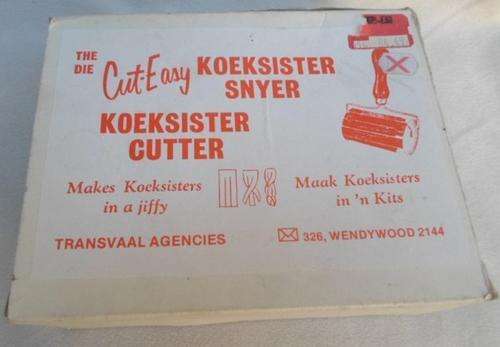 THE
DIE
Cut-Easy KOEKSISTER
SNYER
KOEKSISTER
CUTTER
Makes Koeksisters
in a jiffy
Maak Koeksisters
in 'n Kits
TRANSVAAL AGENCIES
326, WENDYWOOD 2144